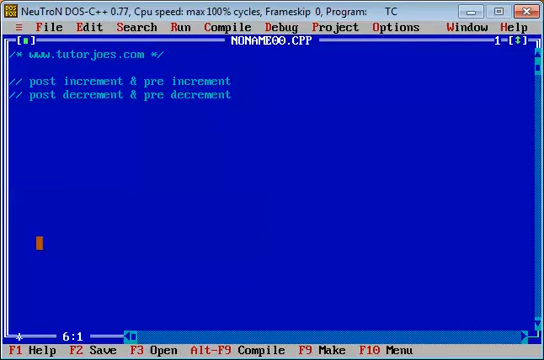 NeuTroN DOS-C++ 0.77, Cpu speed: max 100% cycles, Frameskip 0, Program: TC
≡ File Edit Search Run Compile Debug Project Options Window Help
[■] NONAME00.CPP 1=[↕]
/* www.tutorjoes.com */
// post increment & pre increment
// post decrement & pre decrement
* 6:1
F1 Help F2 Save F3 Open Alt-F9 Compile F9 Make F10 Menu